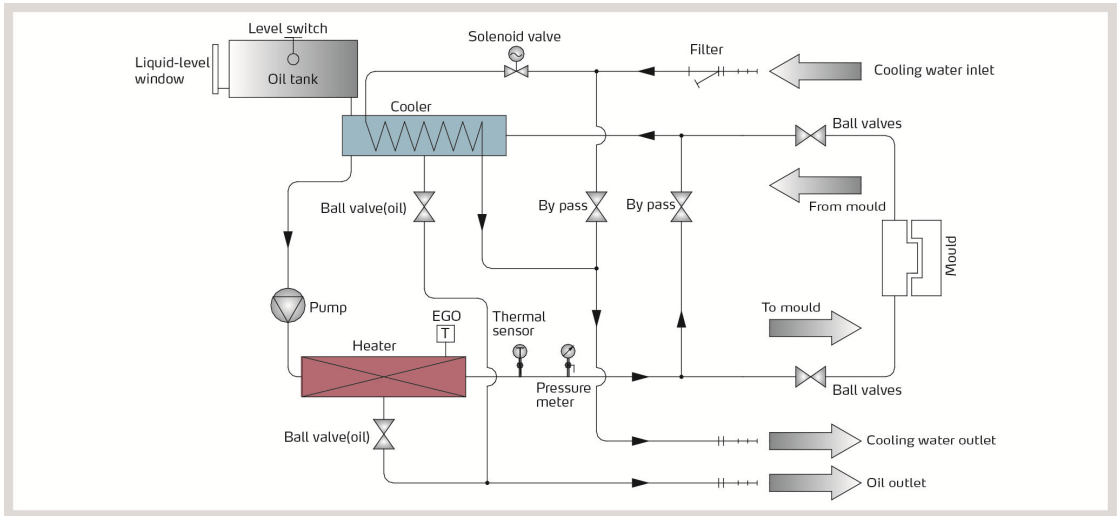 Level switch
Liquid-level
window
Oil tank
Solenoid valve
Filter
Cooling water inlet
Cooler
Ball valves
Ball valve(oil)
By pass
By pass
From mould
Mould
Pump
EGO
T
Thermal
sensor
T
To mould
Heater
Pressure
meter
Ball valves
Ball valve(oil)
Cooling water outlet
Oil outlet